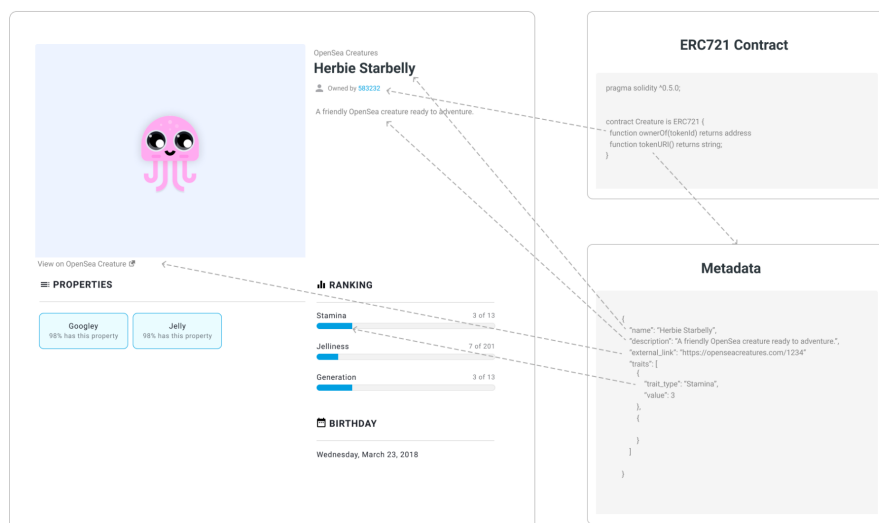 OpenSea Creatures
Herbie Starbelly
Owned by 583232
A friendly OpenSea creature ready to adventure.
View on OpenSea Creature
PROPERTIES
Googley
98% has this property
Jelly
98% has this property
RANKING
Stamina 3 of 13
Jelliness 7 of 201
Generation 3 of 13
BIRTHDAY
Wednesday, March 23, 2018
ERC721 Contract
pragma solidity ^0.5.0;
contract Creature is ERC721 {
function ownerOf(tokenId) returns address
function tokenURI() returns string;
}
Metadata
{
"name": "Herbie Starbelly",
"description": "A friendly OpenSea creature ready to adventure.",
"external_link": "https://openseacreatures.com/1234"
"traits": [
{
"trait_type": "Stamina",
"value": 3
},
{
}
]
}